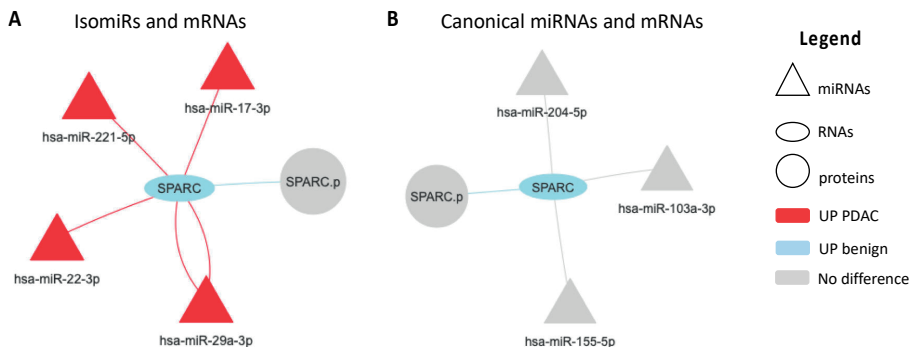 A
IsomiRs and mRNAs
hsa-miR-17-3p
hsa-miR-221-5p
SPARC
SPARC.p
hsa-miR-22-3p
hsa-miR-29a-3p
B
Canonical miRNAs and mRNAs
hsa-miR-204-5p
SPARC.p
SPARC
hsa-miR-103a-3p
hsa-miR-155-5p
Legend
miRNAs
RNAs
proteins
UP PDAC
UP benign
No difference